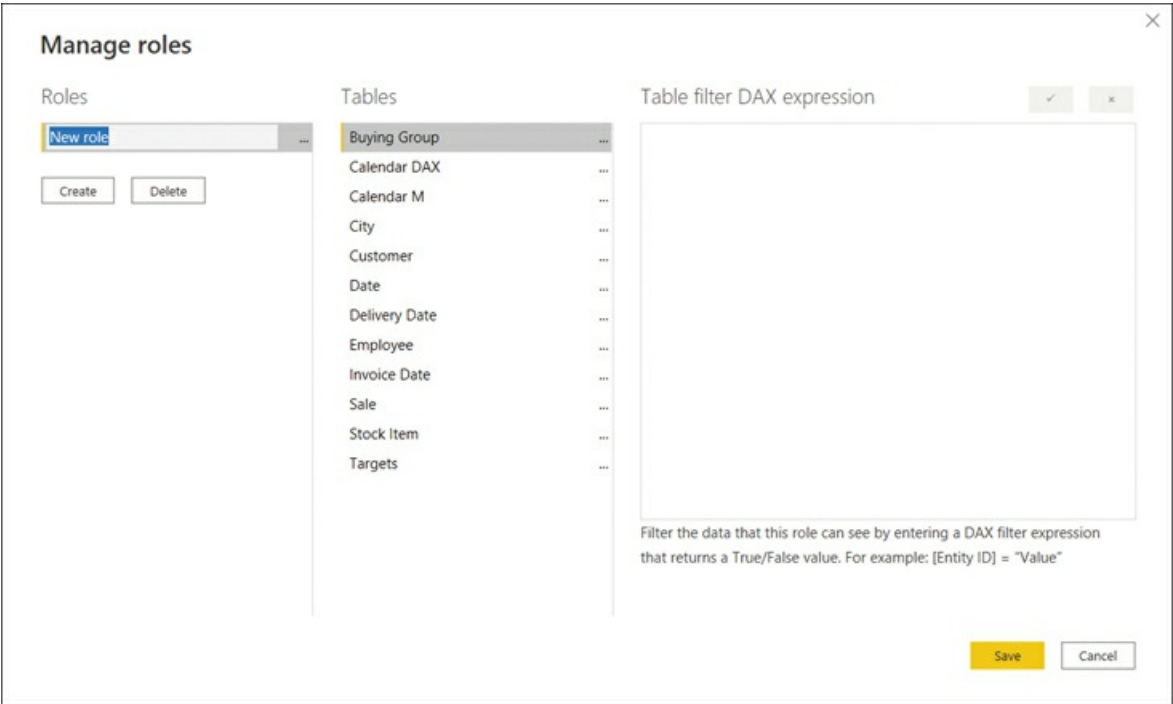 Manage roles
Roles
New role
...
Create
Delete
Tables
Buying Group ...
Calendar DAX ...
Calendar M ...
City ...
Customer ...
Date ...
Delivery Date ...
Employee ...
Invoice Date ...
Sale ...
Stock Item ...
Targets ...
Table filter DAX expression
Filter the data that this role can see by entering a DAX filter expression
that returns a True/False value. For example: [Entity ID] = "Value"
Save
Cancel